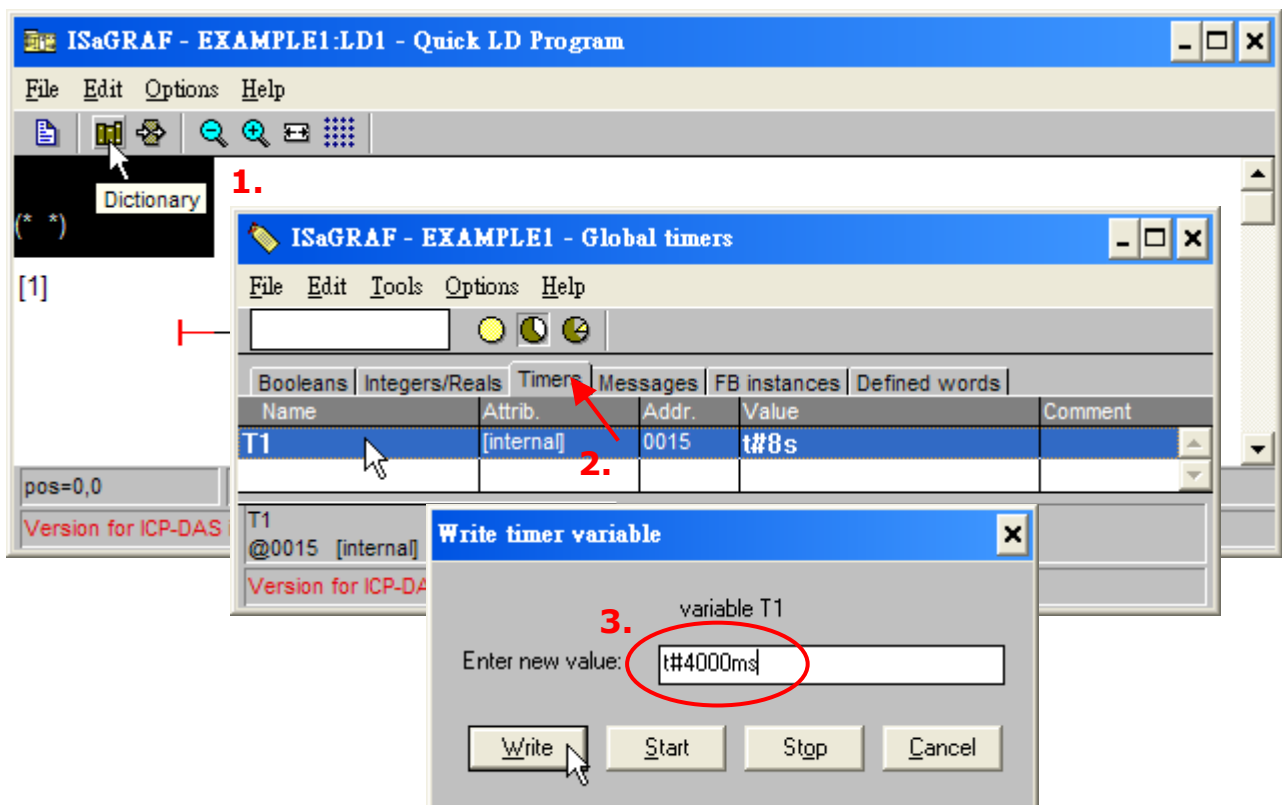 ISaGRAF - EXAMPLE1:LD1 - Quick LD Program
File Edit Options Help
Dictionary
1.
(* *)
[1]
ISaGRAF - EXAMPLE1 - Global timers
File Edit Tools Options Help
Booleans Integers/Reals Timers Messages FB instances Defined words
Name Attrib. Addr. Value Comment
T1 [internal] 0015 t#8s
2.
pos=0,0
Version for ICP-DAS
T1
@0015 [internal]
Version for ICP-DA
Write timer variable
variable T1
3.
Enter new value: t#4000ms
Write Start Stop Cancel